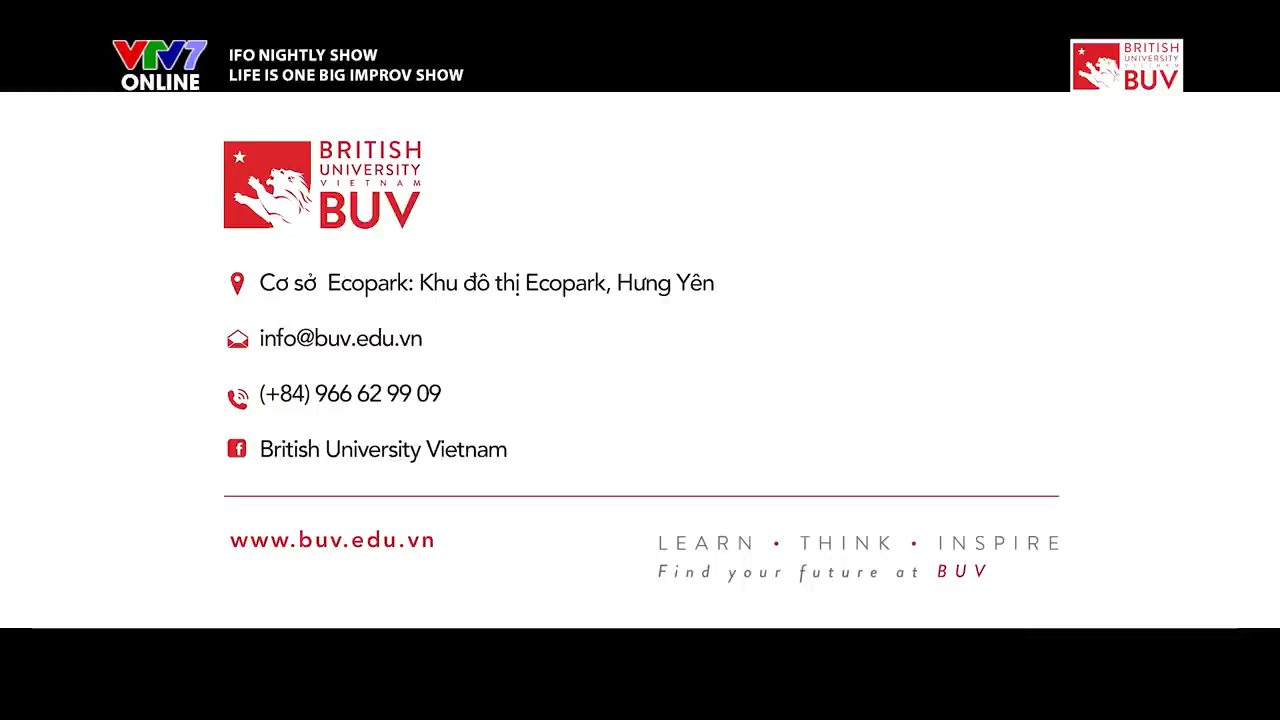 VTV7
ONLINE
IFO NIGHTLY SHOW
LIFE IS ONE BIG IMPROV SHOW
BRITISH
UNIVERSITY
VIETNAM
BUV
BRITISH
UNIVERSITY
VIETNAM
BUV
Cơ sở Ecopark: Khu đô thị Ecopark, Hưng Yên
info@buv.edu.vn
(+84) 966 62 99 09
British University Vietnam
www.buv.edu.vn
LEARN • THINK • INSPIRE
Find your future at BUV